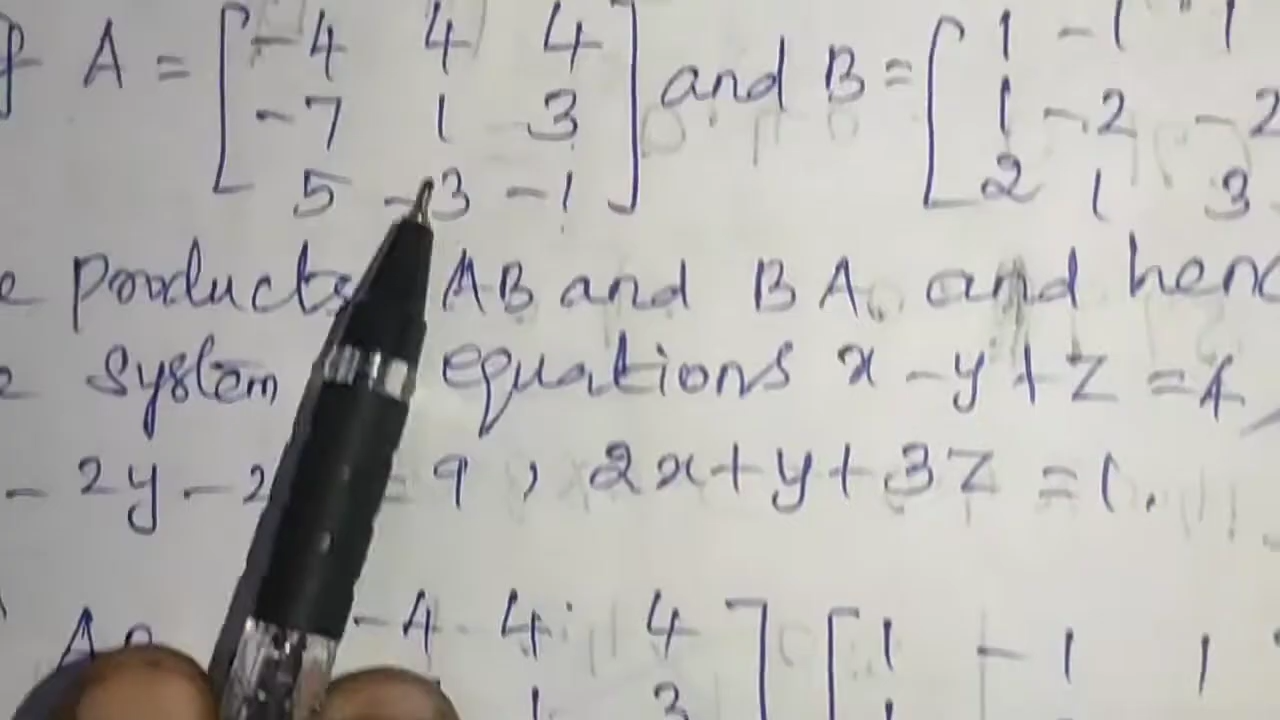 A = [ -4 4 4 and B = [ 1 -1 1
-7 1 3 1 -2 -2
5 -3 -1 ] 2 1 3
products AB and BA and
system equations x - y + z = 4
- 2y - 2 = 9 , 2x + y + 3z = 1.
-4 4 4 ] [ 1 -1 1
1 3